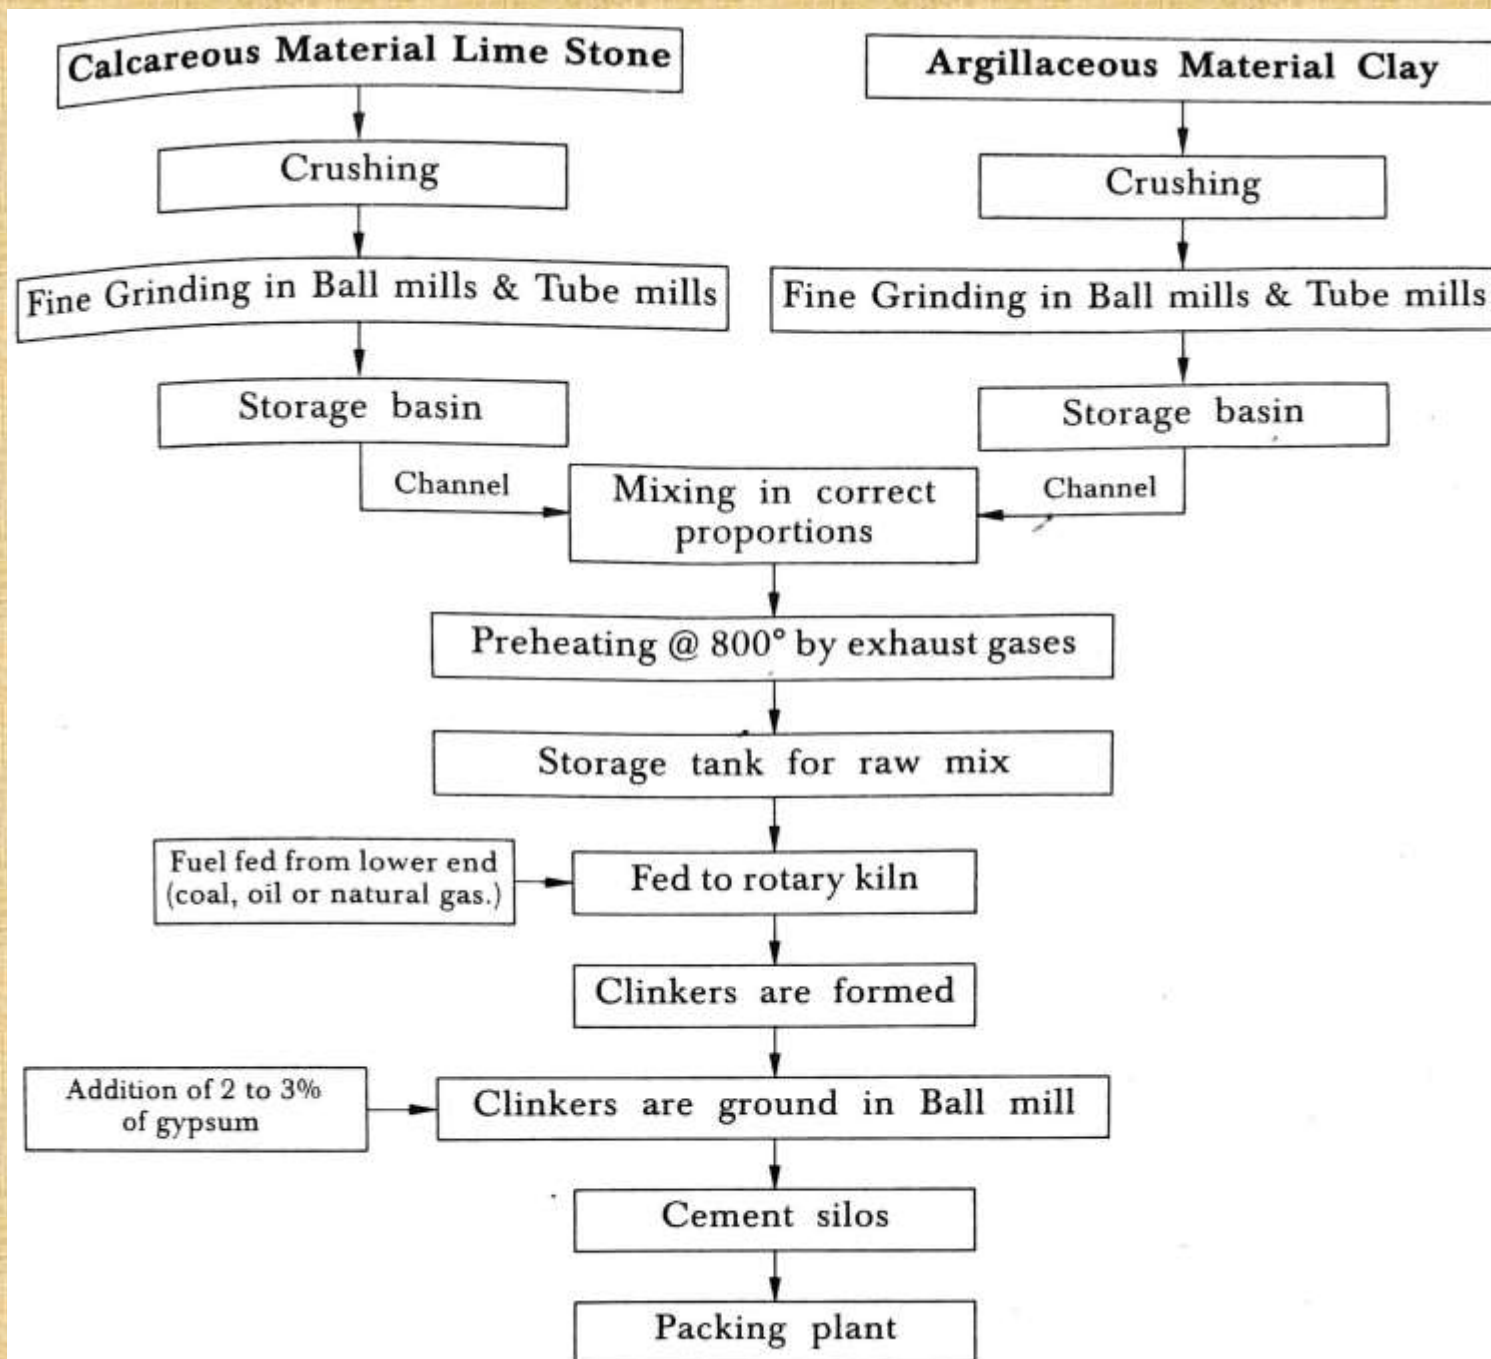 Calcareous Material Lime Stone
Argillaceous Material Clay
Crushing
Crushing
Fine Grinding in Ball mills & Tube mills
Fine Grinding in Ball mills & Tube mills
Storage basin
Storage basin
Channel
Channel
Mixing in correct
proportions
Preheating @ 800° by exhaust gases
Storage tank for raw mix
Fuel fed from lower end
(coal, oil or natural gas.)
Fed to rotary kiln
Clinkers are formed
Addition of 2 to 3%
of gypsum
Clinkers are ground in Ball mill
Cement silos
Packing plant